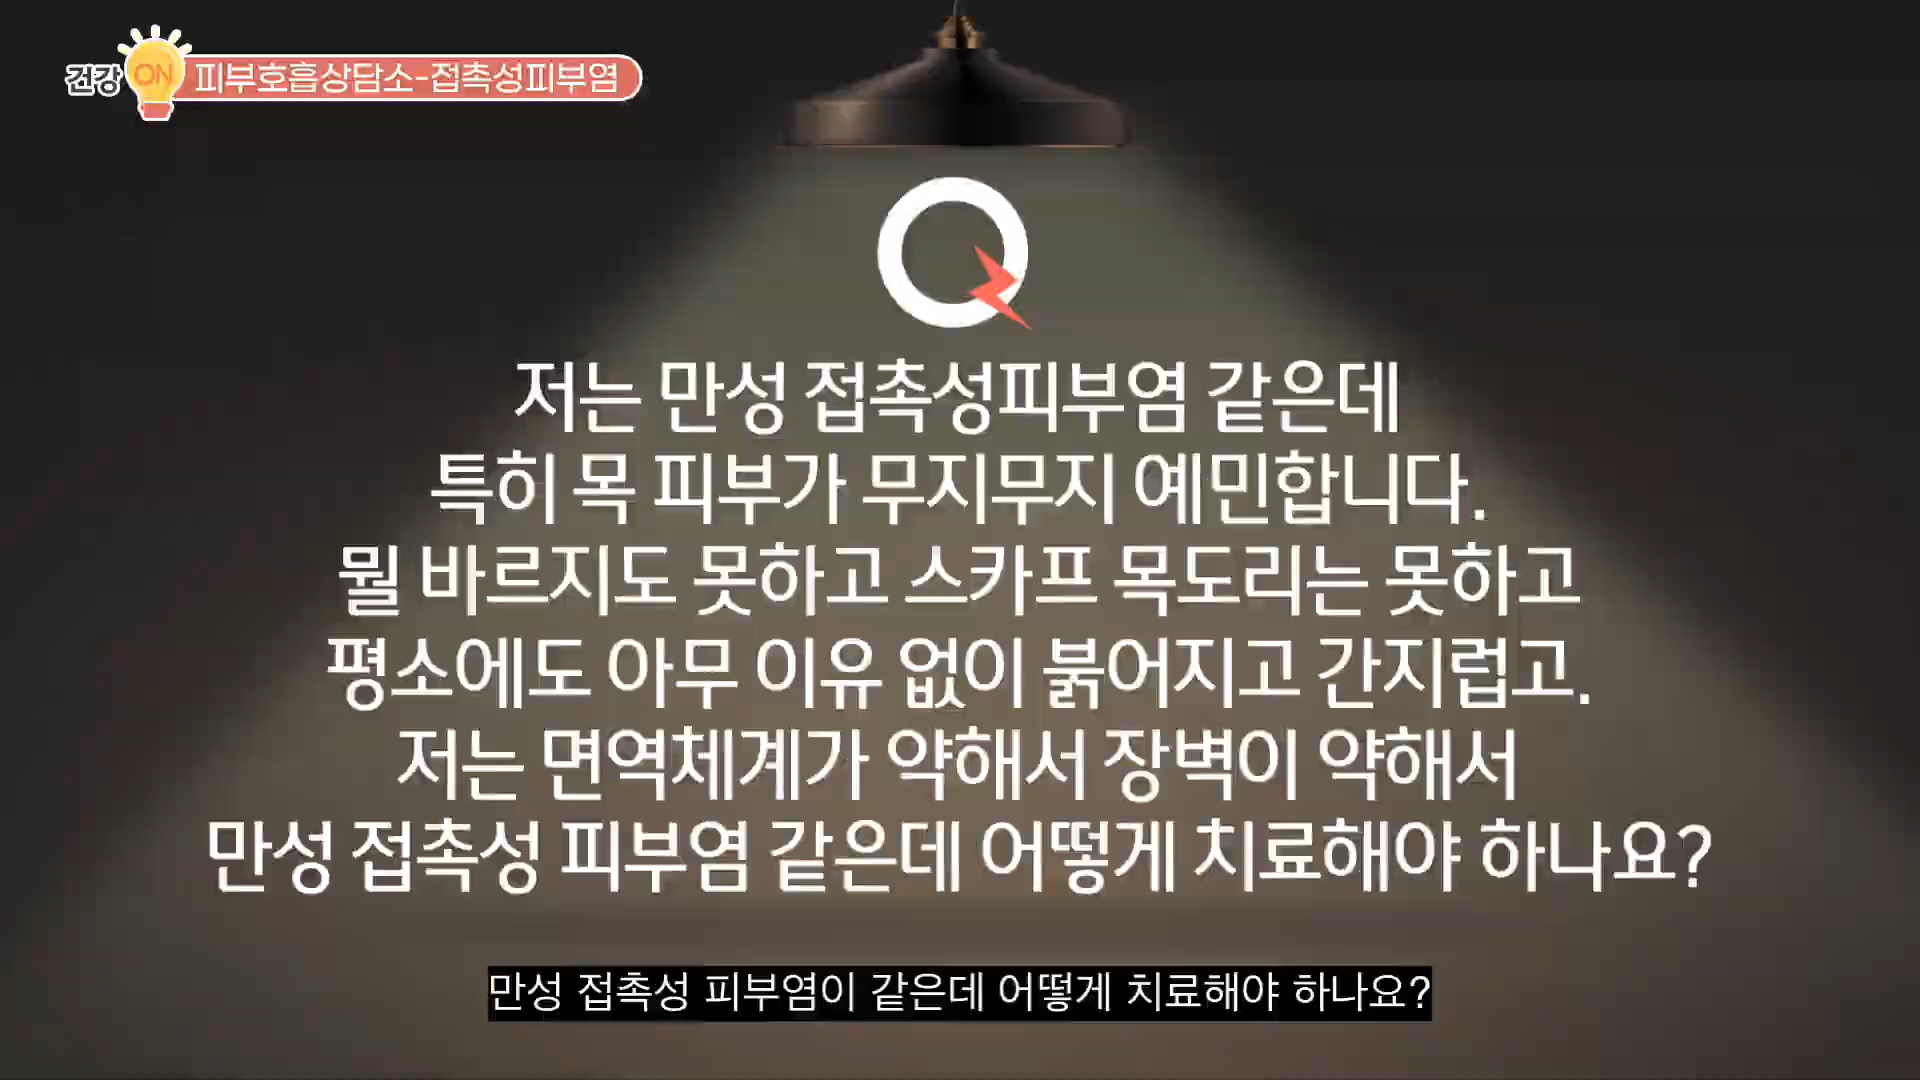 건강 ON 피부호흡상담소-접촉성피부염
Q
저는 만성 접촉성피부염 같은데
특히 목 피부가 무지무지 예민합니다.
뭘 바르지도 못하고 스카프 목도리는 못하고
평소에도 아무 이유 없이 붉어지고 간지럽고.
저는 면역체계가 약해서 장벽이 약해서
만성 접촉성 피부염 같은데 어떻게 치료해야 하나요?
만성 접촉성 피부염이 같은데 어떻게 치료해야 하나요?